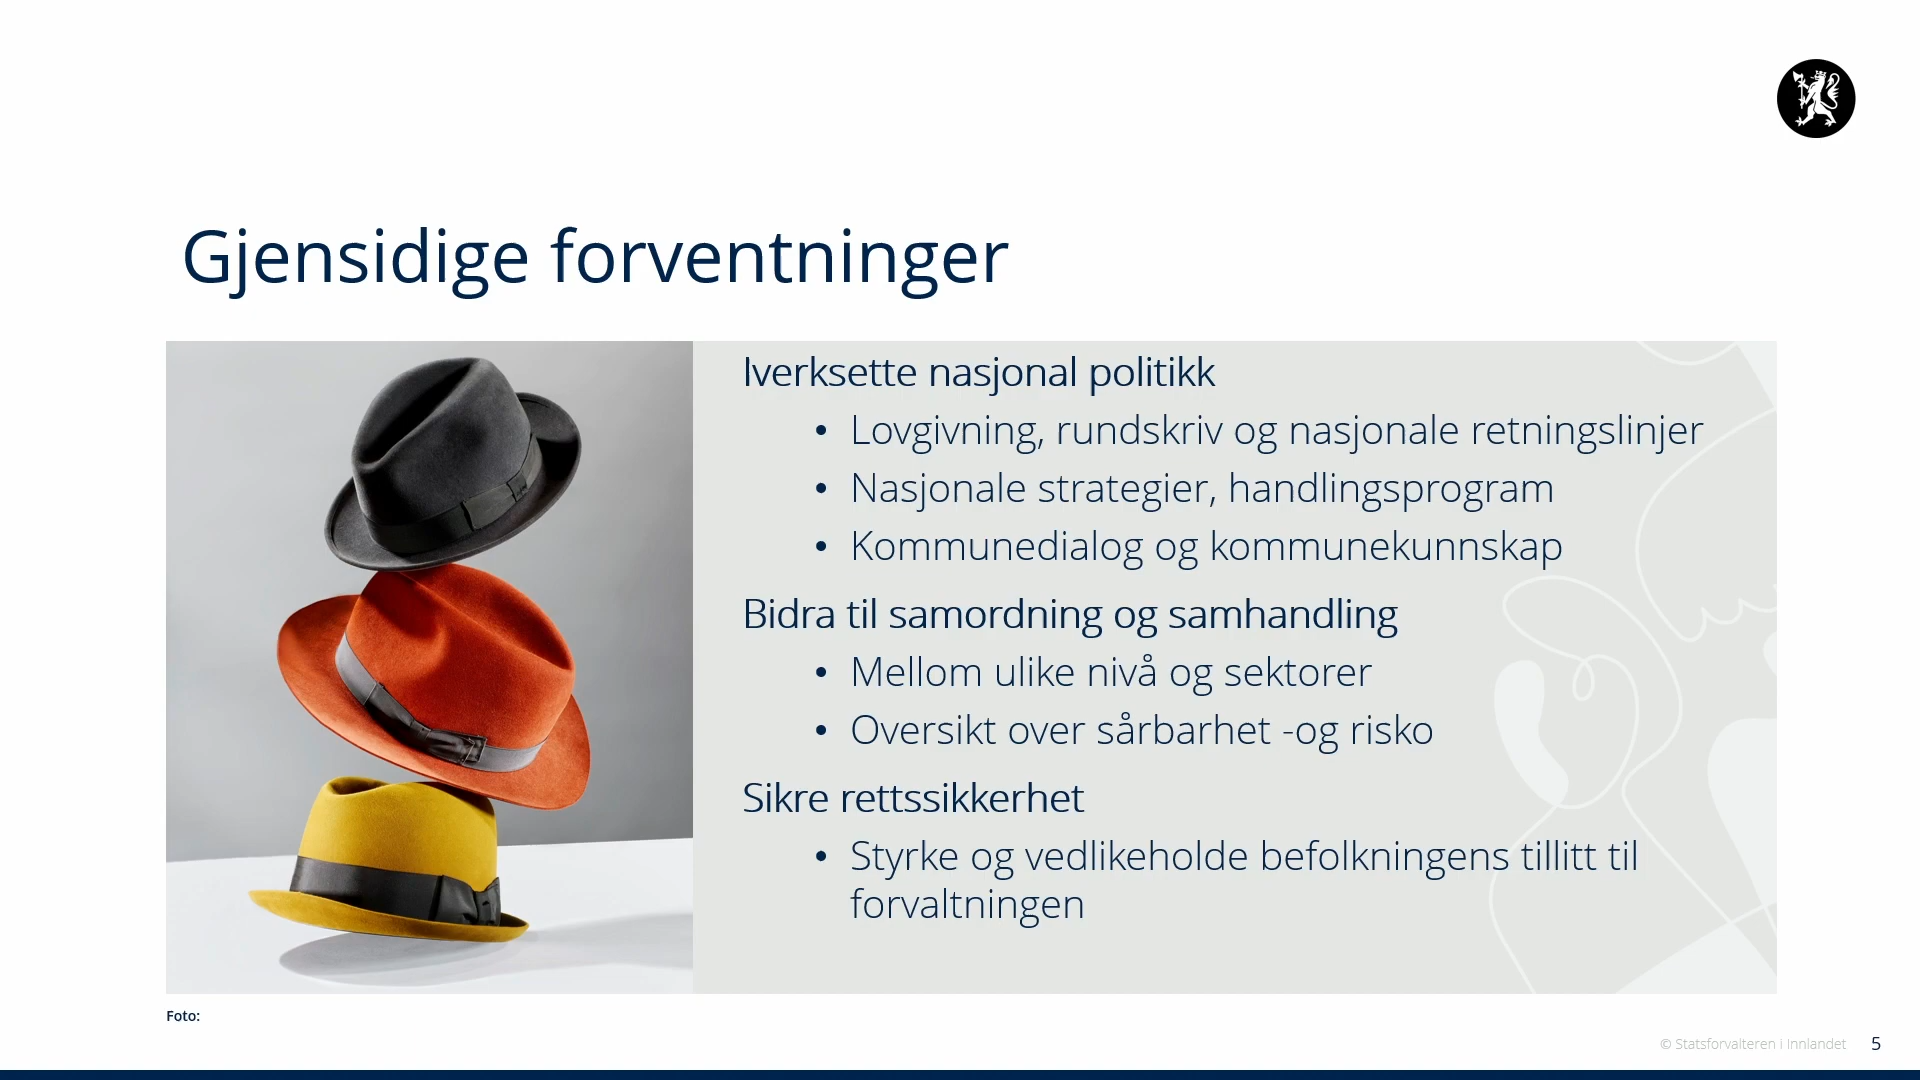 Gjensidige forventninger
Iverksette nasjonal politikk
• Lovgivning, rundskriv og nasjonale retningslinjer
• Nasjonale strategier, handlingsprogram
• Kommunedialog og kommunekunnskap
Bidra til samordning og samhandling
• Mellom ulike nivå og sektorer
• Oversikt over sårbarhet -og risko
Sikre rettssikkerhet
• Styrke og vedlikeholde befolkningens tillitt til
forvaltningen
Foto:
© Statsforvalteren i Innlandet 5